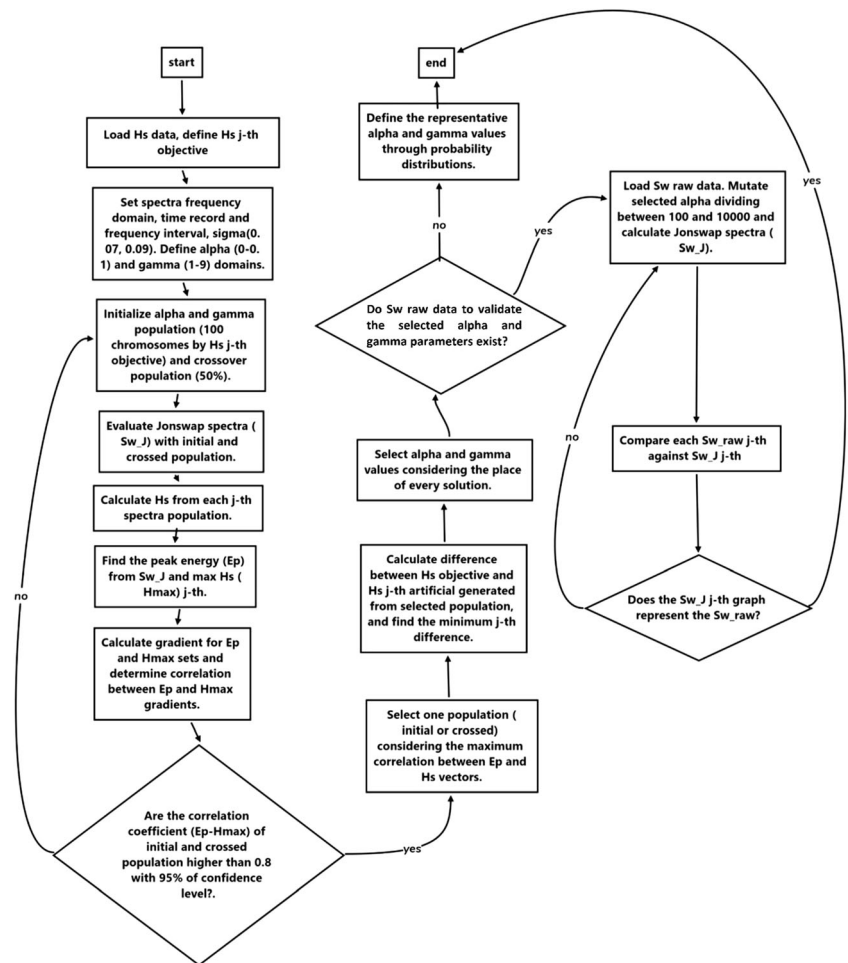 start
Load Hs data, define Hs j-th
objective
Set spectra frequency
domain, time record and
frequency interval, sigma(0.
07, 0.09). Define alpha (0-0.
1) and gamma (1-9) domains.
Initialize alpha and gamma
population (100
chromosomes by Hs j-th
objective) and crossover
population (50%).
Evaluate Jonswap spectra (
Sw_J) with initial and
crossed population.
Calculate Hs from each j-th
spectra population.
Find the peak energy (Ep)
from Sw_J and max Hs (
Hmax) j-th.
Calculate gradient for Ep
and Hmax sets and
determine correlation
between Ep and Hmax
gradients.
Are the correlation
coefficient (Ep-Hmax) of
initial and crossed
population higher than 0.8
with 95% of confidence
level?.
no
yes
Select one population (
initial or crossed)
considering the maximum
correlation between Ep and
Hs vectors.
Calculate difference
between Hs objective and
Hs j-th artificial generated
from selected population,
and find the minimum j-th
difference.
Select alpha and gamma
values considering the place
of every solution.
Do Sw raw data to validate
the selected alpha and
gamma parameters exist?
no
yes
Define the representative
alpha and gamma values
through probability
distributions.
end
Load Sw raw data. Mutate
selected alpha dividing
between 100 and 10000 and
calculate Jonswap spectra (
Sw_J).
Compare each Sw_raw j-th
against Sw_J j-th
Does the Sw_J j-th graph
represent the Sw_raw?
no
yes